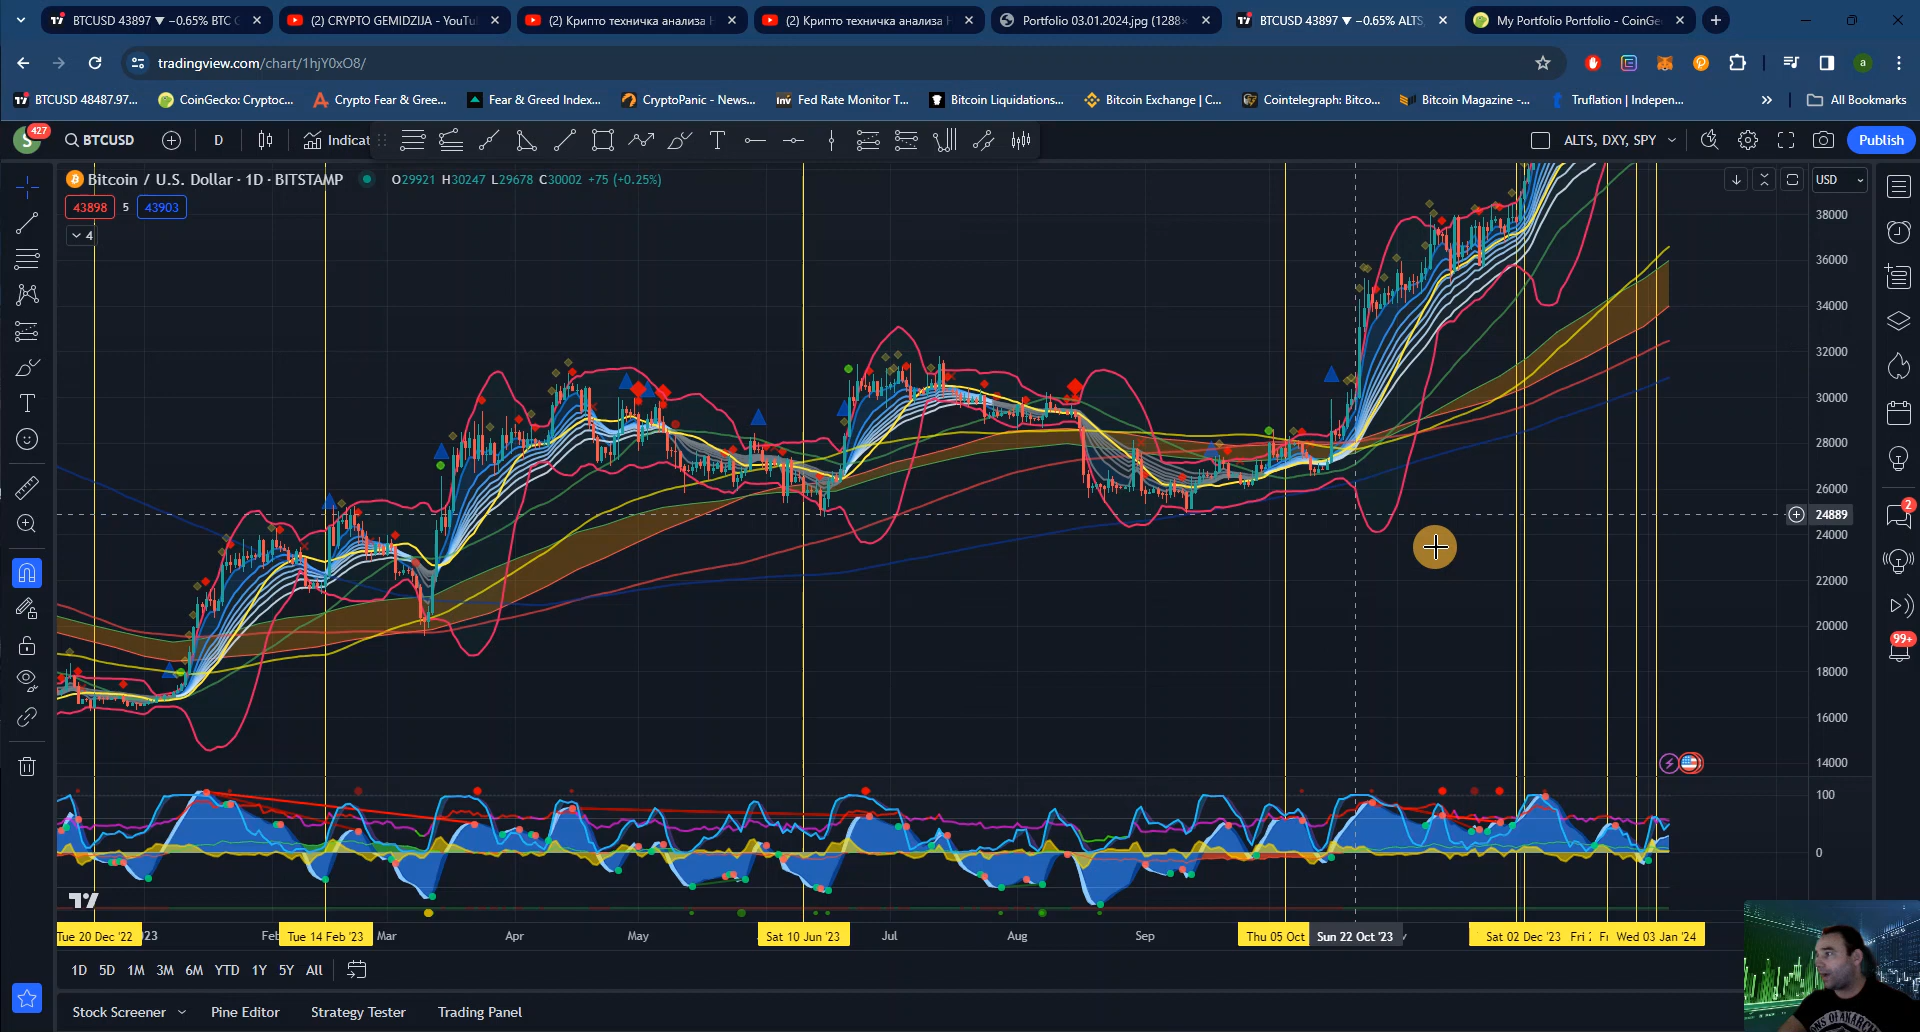 BTCUSD 43897 ▼ −0.65% BTC
(2) CRYPTO GEMIDZIJA - YouTu
(2) Крипто техничка анализа
(2) Крипто техничка анализа
Portfolio 03.01.2024.jpg (1288×
BTCUSD 43897 ▼ −0.65% ALTS,
My Portfolio Portfolio - CoinGe
tradingview.com/chart/1hjY0xO8/
a
BTCUSD 48487.97...
CoinGecko: Cryptoc...
Crypto Fear & Gree...
Fear & Greed Index...
CryptoPanic - News...
Inv
Fed Rate Monitor T...
Bitcoin Liquidations...
Bitcoin Exchange | C...
Cointelegraph: Bitco...
Bitcoin Magazine -...
Truflation | Indepen...
All Bookmarks
S
427
BTCUSD
D
Indicat
ALTS, DXY, SPY
Publish
Bitcoin / U.S. Dollar · 1D · BITSTAMP
O29921 H30247 L29678 C30002 +75 (+0.25%)
USD
43898
5
43903
4
38000
36000
34000
32000
30000
28000
26000
24889
24000
22000
20000
18000
16000
14000
100
0
2
99+
Tue 20 Dec '22
23
Feb
Tue 14 Feb '23
Mar
Apr
May
Sat 10 Jun '23
Jul
Aug
Sep
Thu 05 Oct
Sun 22 Oct '23
Sat 02 Dec '23
Fri
Wed 03 Jan '24
1D
5D
1M
3M
6M
YTD
1Y
5Y
All
Stock Screener
Pine Editor
Strategy Tester
Trading Panel